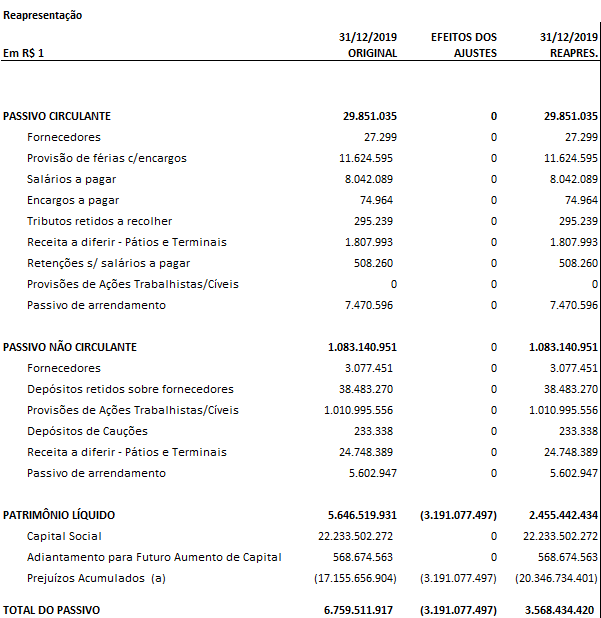 Reapresentação
31/12/2019 EFEITOS DOS 31/12/2019
Em R$ 1 ORIGINAL AJUSTES REAPRES.
PASSIVO CIRCULANTE 29.851.035 0 29.851.035
Fornecedores 27.299 0 27.299
Provisão de férias c/encargos 11.624.595 0 11.624.595
Salários a pagar 8.042.089 0 8.042.089
Encargos a pagar 74.964 0 74.964
Tributos retidos a recolher 295.239 0 295.239
Receita a diferir - Pátios e Terminais 1.807.993 0 1.807.993
Retenções s/ salários a pagar 508.260 0 508.260
Provisões de Ações Trabalhistas/Cíveis 0 0 0
Passivo de arrendamento 7.470.596 0 7.470.596
PASSIVO NÃO CIRCULANTE 1.083.140.951 0 1.083.140.951
Fornecedores 3.077.451 0 3.077.451
Depósitos retidos sobre fornecedores 38.483.270 0 38.483.270
Provisões de Ações Trabalhistas/Cíveis 1.010.995.556 0 1.010.995.556
Depósitos de Cauções 233.338 0 233.338
Receita a diferir - Pátios e Terminais 24.748.389 0 24.748.389
Passivo de arrendamento 5.602.947 0 5.602.947
PATRIMÔNIO LÍQUIDO 5.646.519.931 (3.191.077.497) 2.455.442.434
Capital Social 22.233.502.272 0 22.233.502.272
Adiantamento para Futuro Aumento de Capital 568.674.563 0 568.674.563
Prejuízos Acumulados (a) (17.155.656.904) (3.191.077.497) (20.346.734.401)
TOTAL DO PASSIVO 6.759.511.917 (3.191.077.497) 3.568.434.420